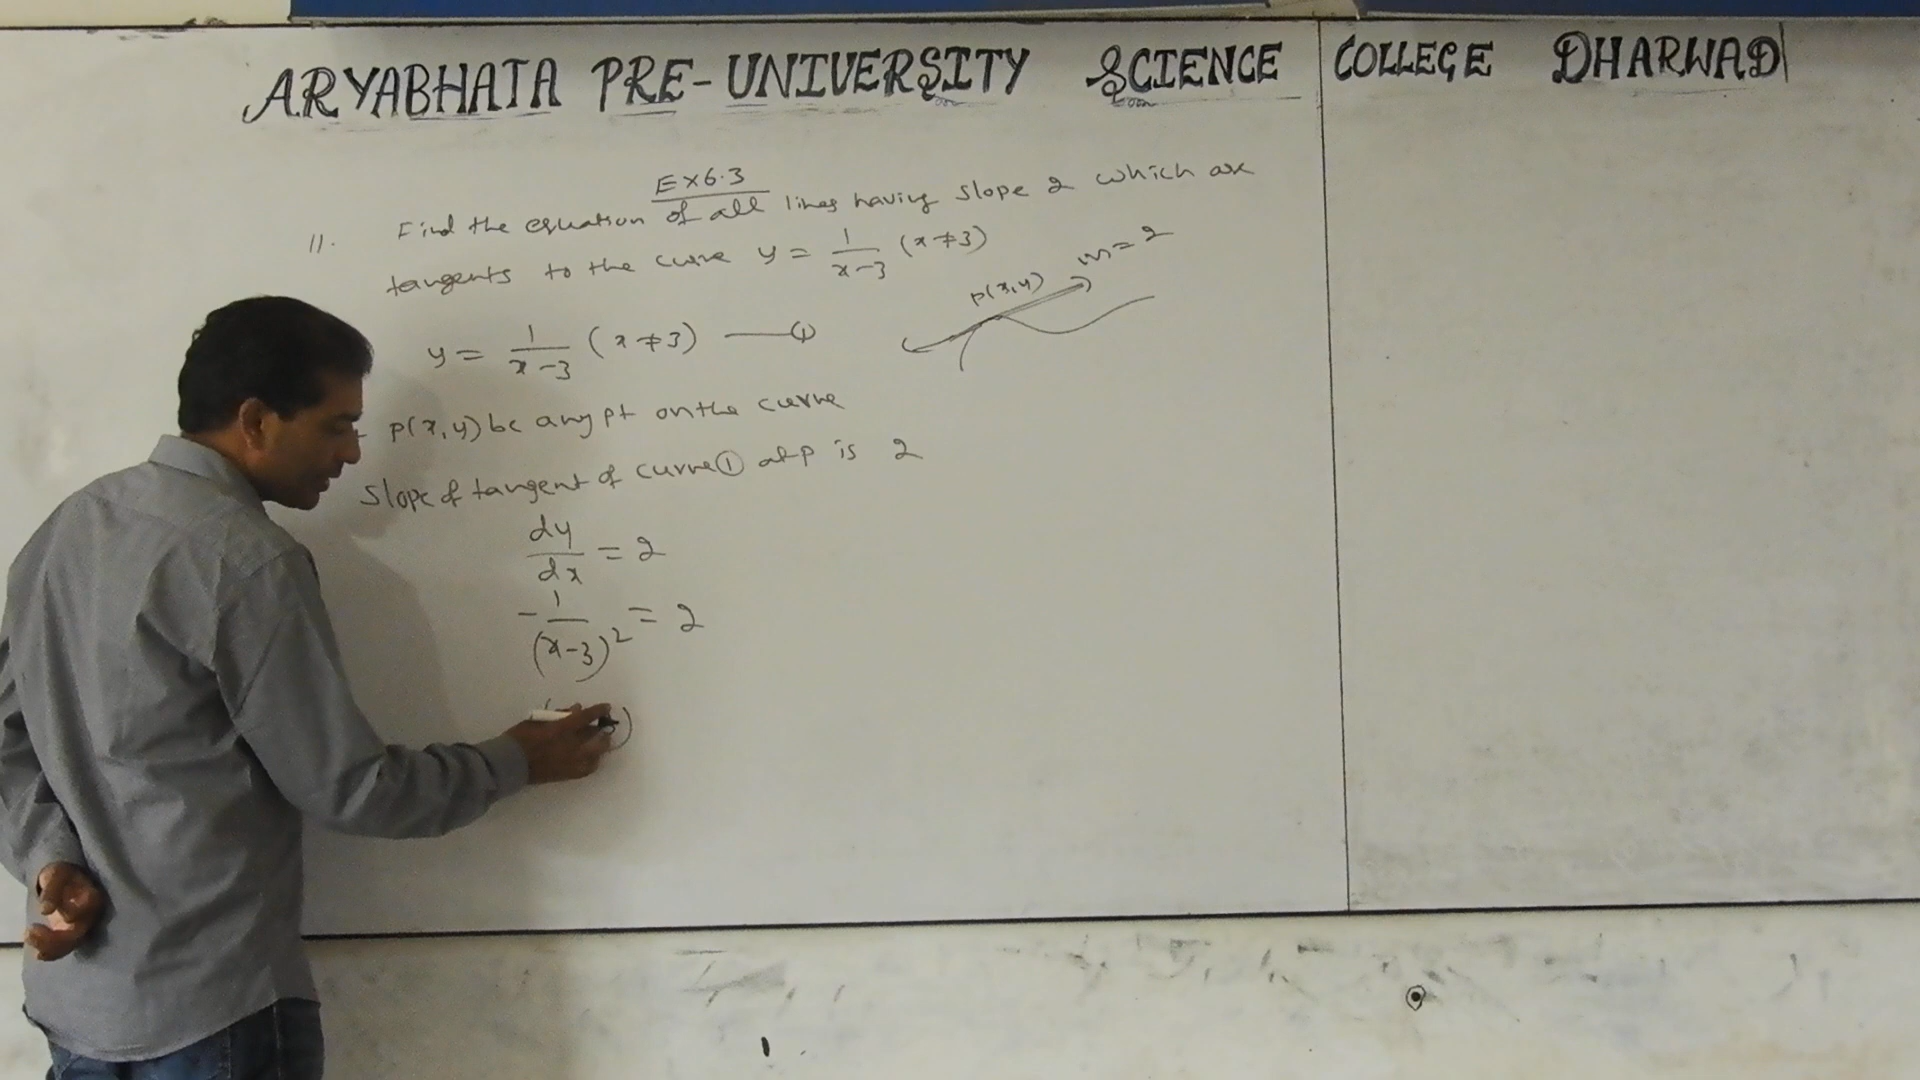 ARYABHATA PRE-UNIVERSITY SCIENCE COLLEGE DHARWAD
Ex 6.3
11. Find the equation of all lines having slope 2 which are
tangents to the curve y = 1/(x-3) (x≠3)
P(x,y) m=2
y = 1/(x-3) (x≠3) —①
P(x,y) be any pt on the curve
slope of tangent of curve ① at P is 2
dy/dx = 2
-1/(x-3)² = 2